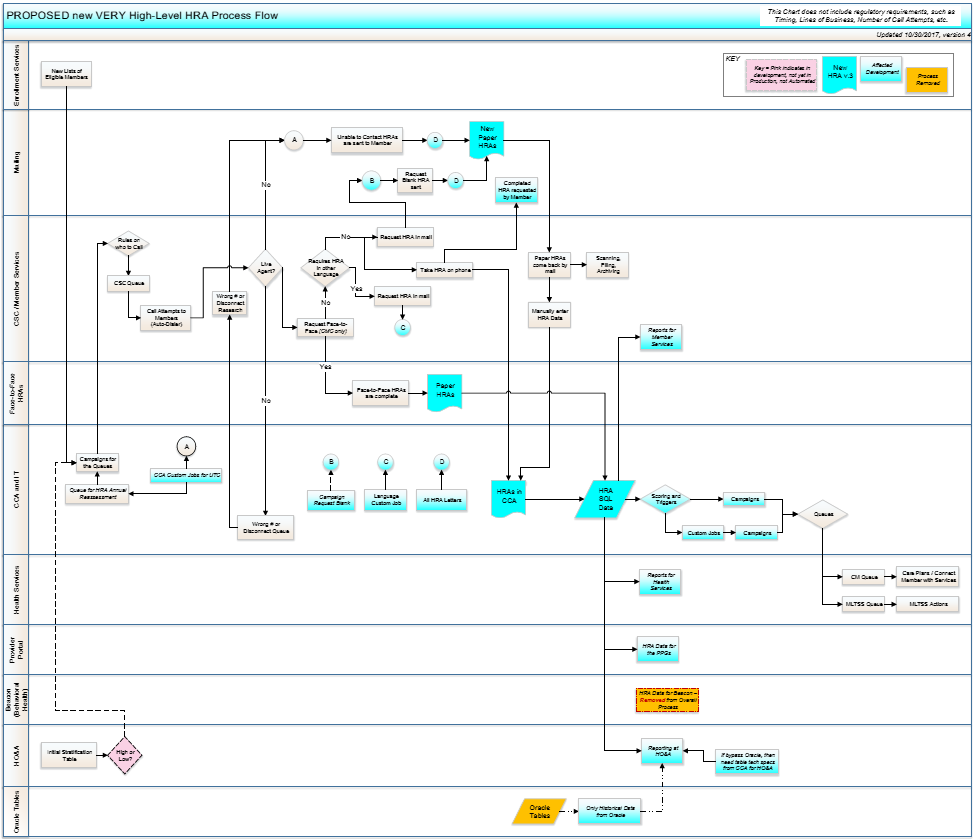 PROPOSED new VERY High-Level HRA Process Flow
This Chart does not include regulatory requirements, such as
Timing, Lines of Business, Number of Call Attempts, etc.
Updated 10/30/2017, version 4
Enrollment Services
New Lists of
Eligible Members
KEY
Key = Pink indicates in
development, not yet in
Production, not Automated
New
HRA v.3
Affected
Development
Process
Removed
Mailing
A
Unable to Contact HRAs
are sent to Member
D
New
Paper
HRAs
No
B
Request
Blank HRA
sent
D
Completed
HRA requested
by Member
CSC / Member Services
Rules on
who to Call
CSC Queue
Call Attempts to
Members
(Auto-Dialer)
Wrong # or
Disconnect
Research
Live
Agent?
Requires HRA
in other
Language
No
Request HRA in mail
Take HRA on phone
Yes
Request HRA in mail
C
No
Request Face-to-
Face (CMC only)
Paper HRAs
come back by
mail
Scanning,
Filing,
Archiving
Manually enter
HRA Data
Reports for
Member
Services
Face-to-Face
HRAs
Yes
Face-to-Face HRAs
are complete
Paper
HRAs
No
CCA and IT
Campaigns for
the Queues
Queue for HRA Annual
Reassessment
A
CCA Custom Jobs for UTC
Wrong # or
Disconnect Queue
B
Campaign
Request Blank
C
Language
Custom Job
D
All HRA Letters
HRAs in
CCA
HRA
SQL
Data
Scoring and
Triggers
Campaigns
Custom Jobs
Campaigns
Queues
Health Services
Reports for
Health
Services
CM Queue
Care Plans / Connect
Member with Services
MLTSS Queue
MLTSS Actions
Provider
Portal
HRA Data for
the PPGs
Beacon
(Behavioral
Health)
HRA Data for Beacon –
Removed from Overall
Process
HO&A
Initial Stratification
Table
High or
Low?
Reporting at
HO&A
If bypass Oracle, then
need table tech specs
from CCA for HO&A
Oracle Tables
Oracle
Tables
Only Historical Data
from Oracle